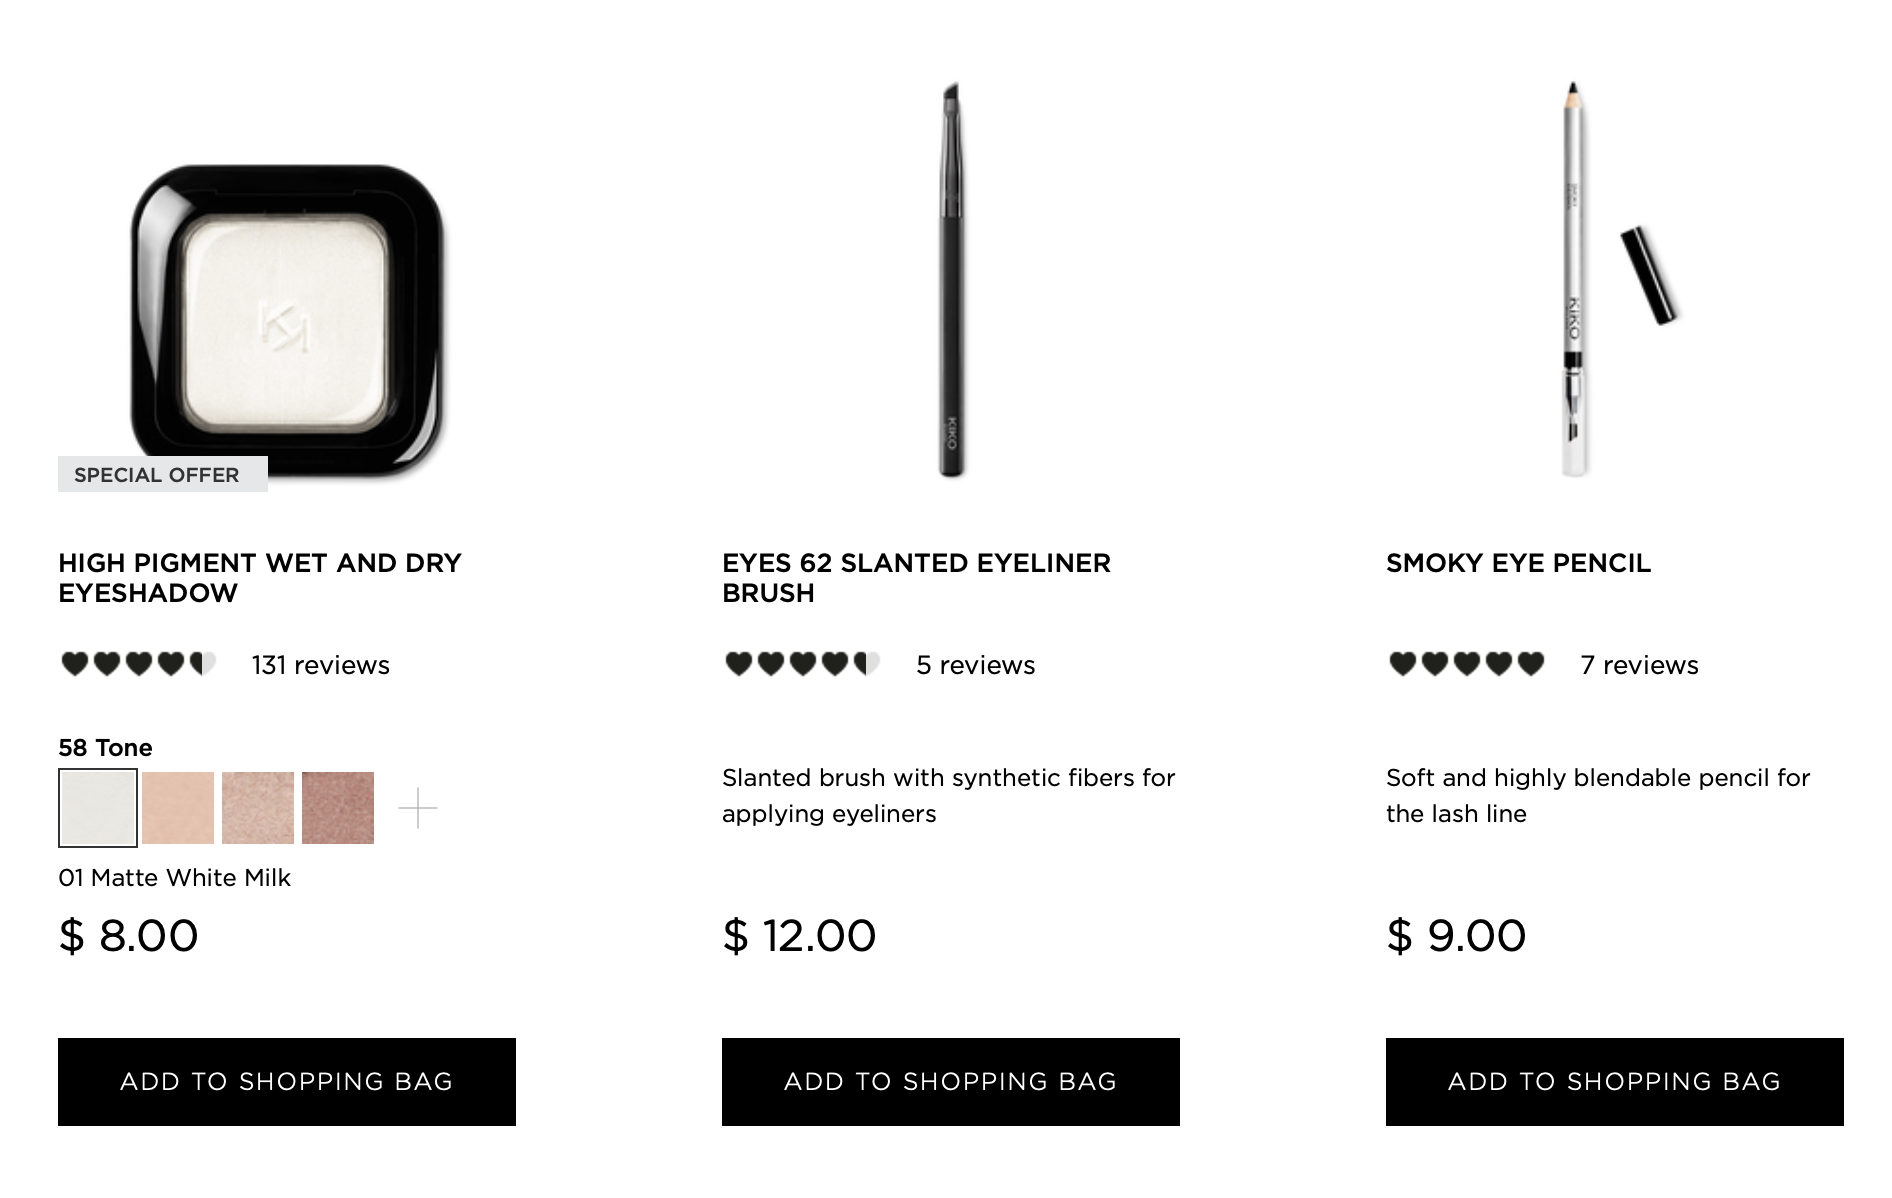 KIKO
KIKO
SPECIAL OFFER
HIGH PIGMENT WET AND DRY
EYESHADOW
131 reviews
58 Tone
01 Matte White Milk
$ 8.00
ADD TO SHOPPING BAG
EYES 62 SLANTED EYELINER
BRUSH
5 reviews
Slanted brush with synthetic fibers for
applying eyeliners
$ 12.00
ADD TO SHOPPING BAG
SMOKY EYE PENCIL
7 reviews
Soft and highly blendable pencil for
the lash line
$ 9.00
ADD TO SHOPPING BAG